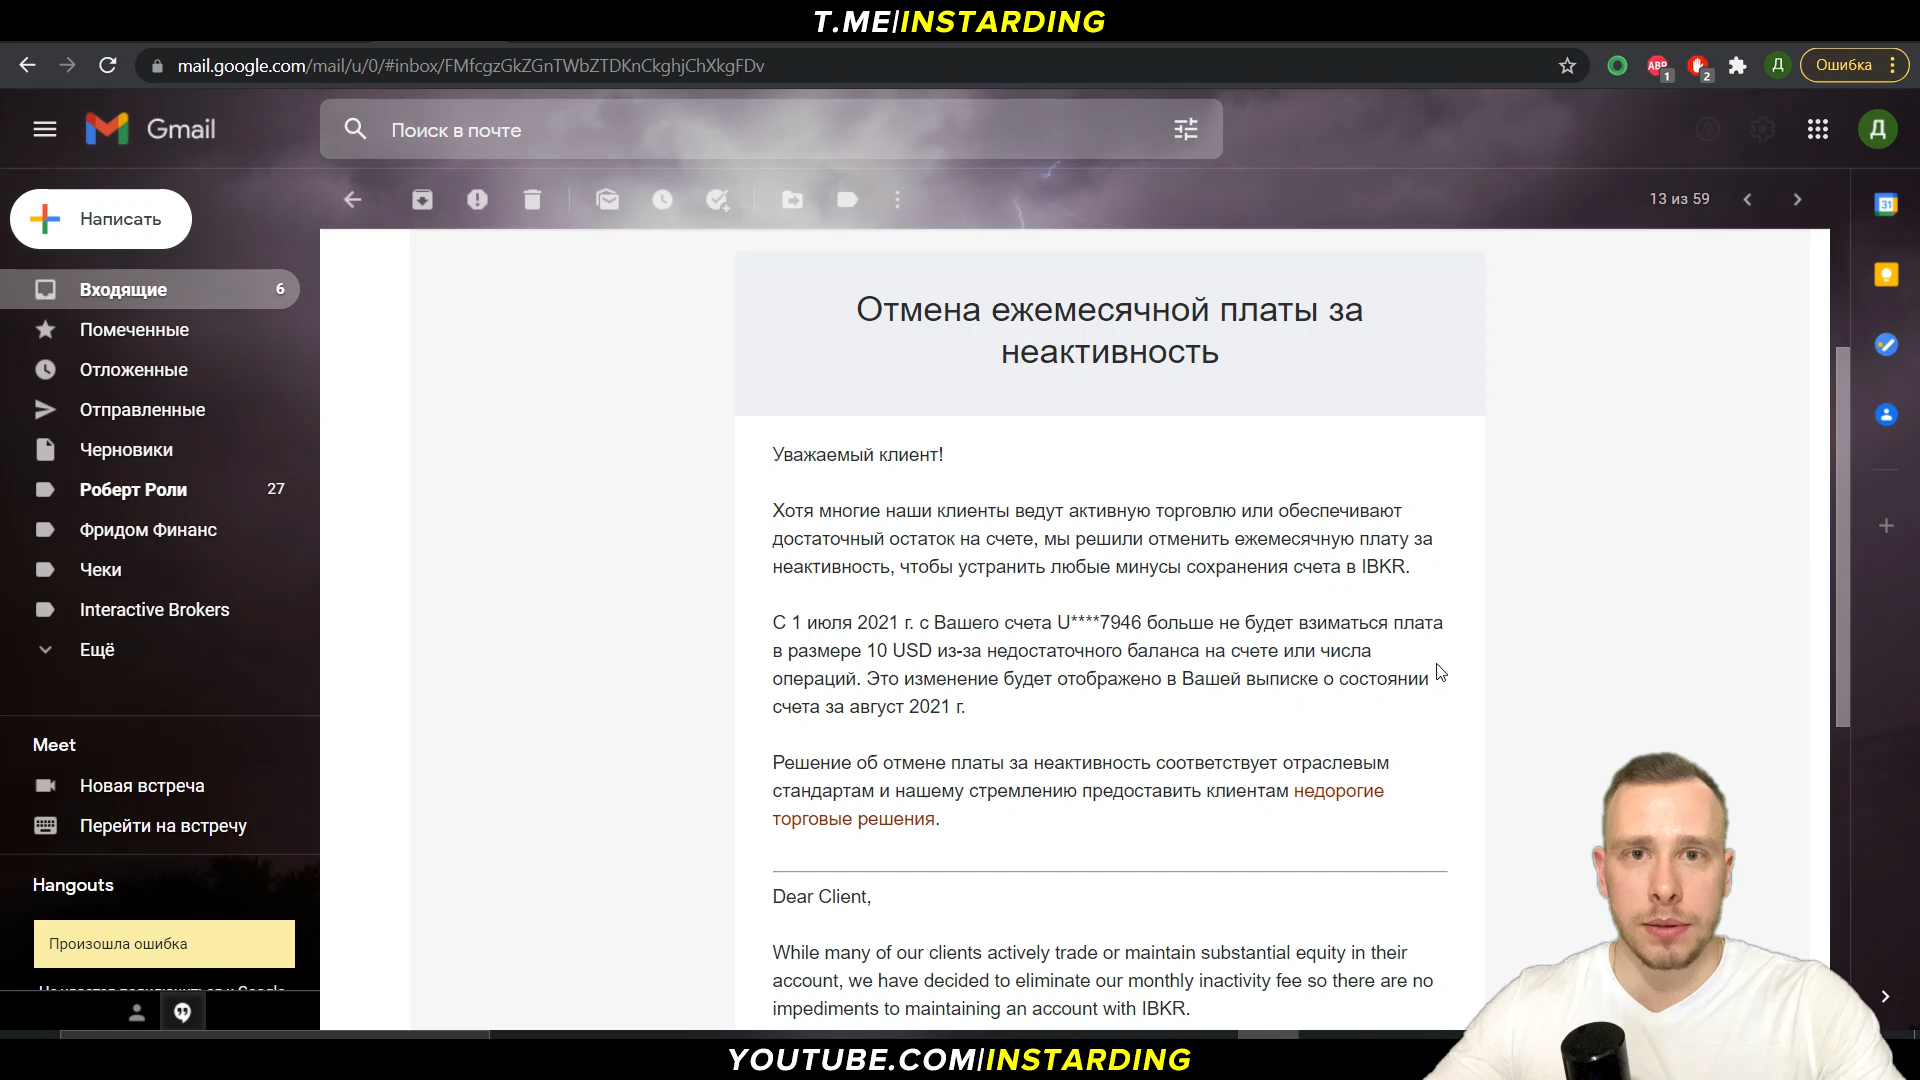 T.ME|INSTARDING
mail.google.com/mail/u/0/#inbox/FMfcgzGkZGnTWbZTDKnCkghjChXkgFDv
ABP
1
2
Д
Ошибка
Gmail
Поиск в почте
Д
Написать
13 из 59
31
Входящие 6
Помеченные
Отложенные
Отправленные
Черновики
Роберт Роли 27
Фридом Финанс
Чеки
Interactive Brokers
Ещё
Meet
Новая встреча
Перейти на встречу
Hangouts
Произошла ошибка
Отмена ежемесячной платы за
неактивность
Уважаемый клиент!
Хотя многие наши клиенты ведут активную торговлю или обеспечивают
достаточный остаток на счете, мы решили отменить ежемесячную плату за
неактивность, чтобы устранить любые минусы сохранения счета в IBKR.
С 1 июля 2021 г. с Вашего счета U****7946 больше не будет взиматься плата
в размере 10 USD из-за недостаточного баланса на счете или числа
операций. Это изменение будет отображено в Вашей выписке о состоянии
счета за август 2021 г.
Решение об отмене платы за неактивность соответствует отраслевым
стандартам и нашему стремлению предоставить клиентам недорогие
торговые решения.
Dear Client,
While many of our clients actively trade or maintain substantial equity in their
account, we have decided to eliminate our monthly inactivity fee so there are no
impediments to maintaining an account with IBKR.
YOUTUBE.COM|INSTARDING